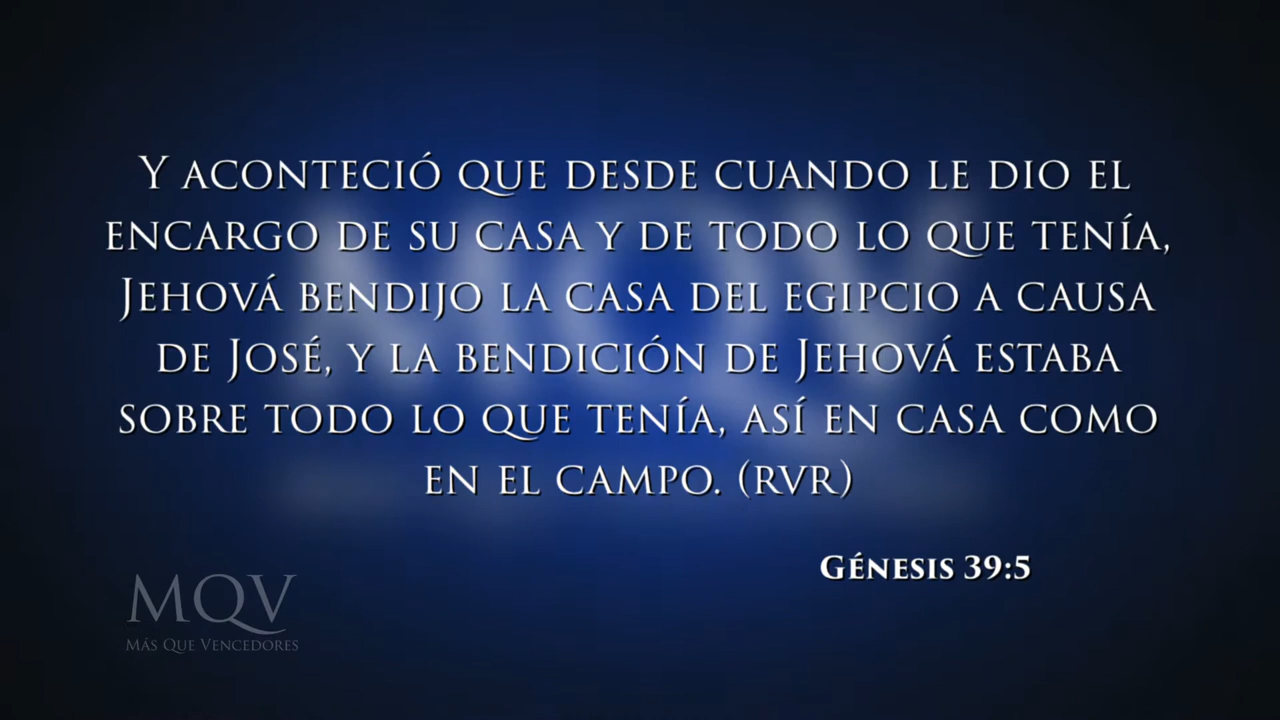 Y ACONTECIÓ QUE DESDE CUANDO LE DIO EL
ENCARGO DE SU CASA Y DE TODO LO QUE TENÍA,
JEHOVÁ BENDIJO LA CASA DEL EGIPCIO A CAUSA
DE JOSÉ, Y LA BENDICIÓN DE JEHOVÁ ESTABA
SOBRE TODO LO QUE TENÍA, ASÍ EN CASA COMO
EN EL CAMPO. (RVR)
GÉNESIS 39:5
MQV
MÁS QUE VENCEDORES